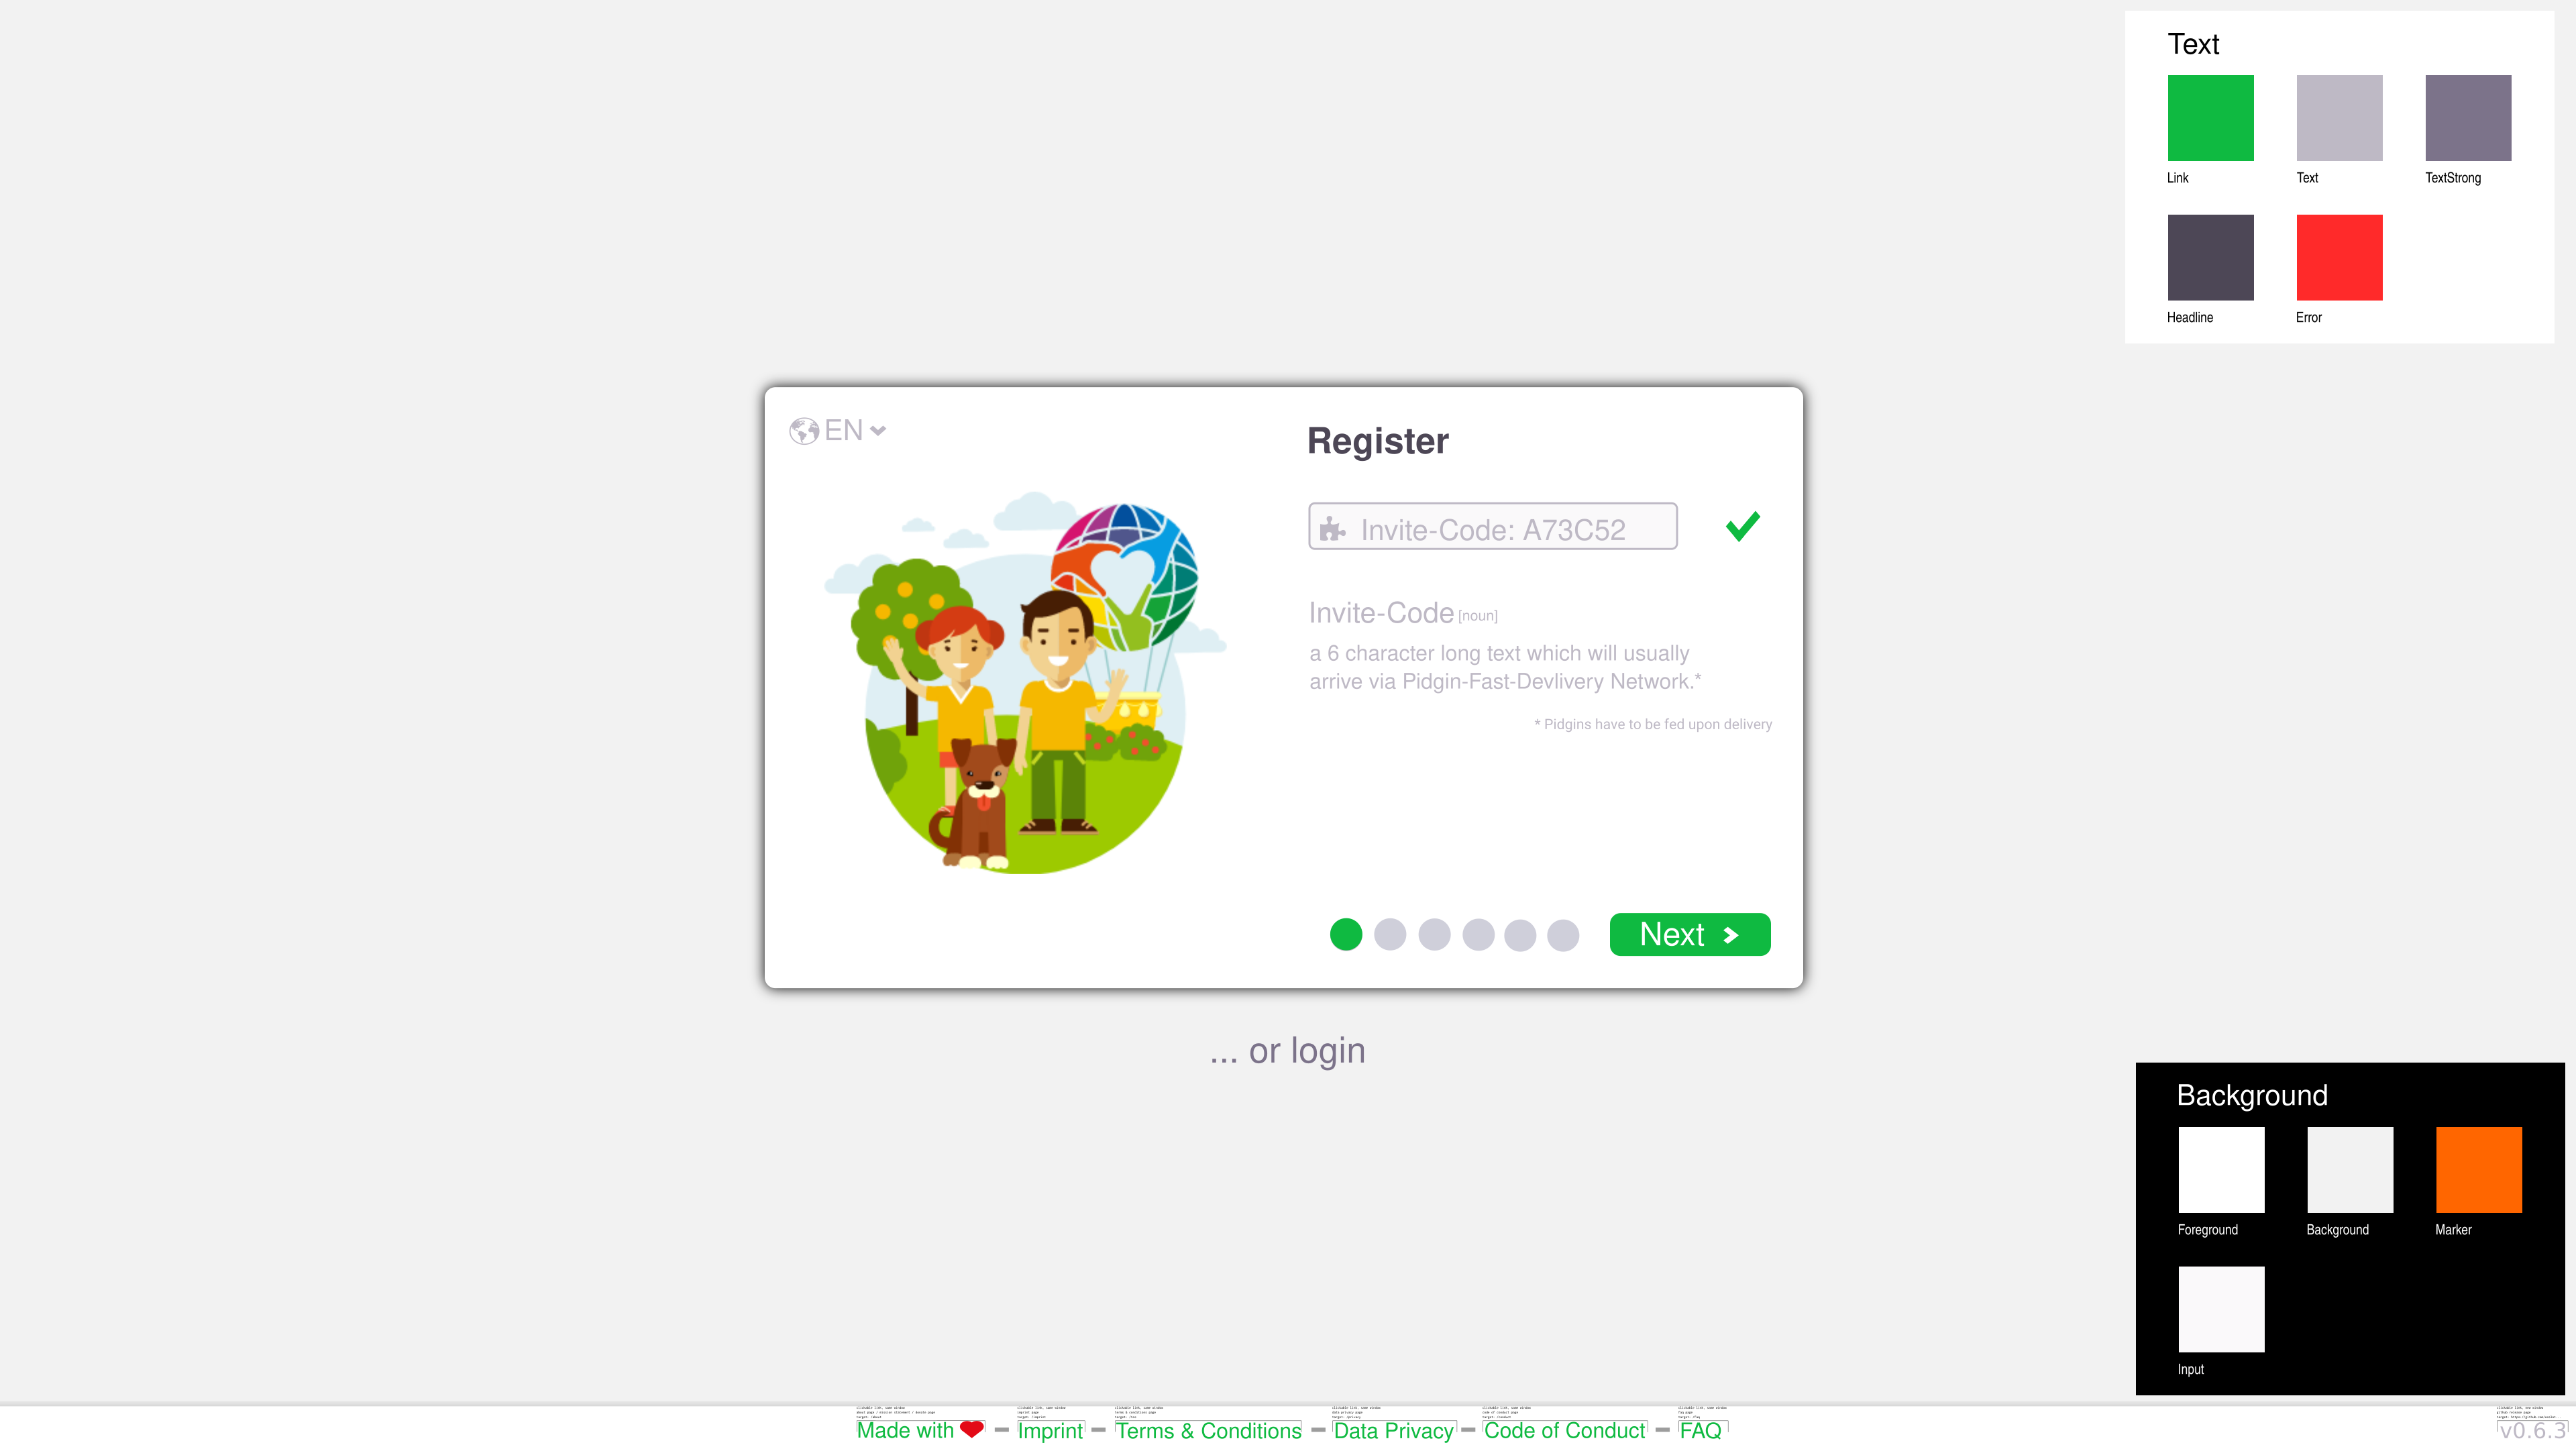 Text
Link
Text
TextStrong
Headline
Error
EN
Register
Invite-Code: A73C52
Invite-Code [noun]
a 6 character long text which will usually
arrive via Pidgin-Fast-Devlivery Network.*
* Pidgins have to be fed upon delivery
Next
... or login
Background
Foreground
Background
Marker
Input
Made with
Imprint
Terms & Conditions
Data Privacy
Code of Conduct
FAQ
v0.6.3